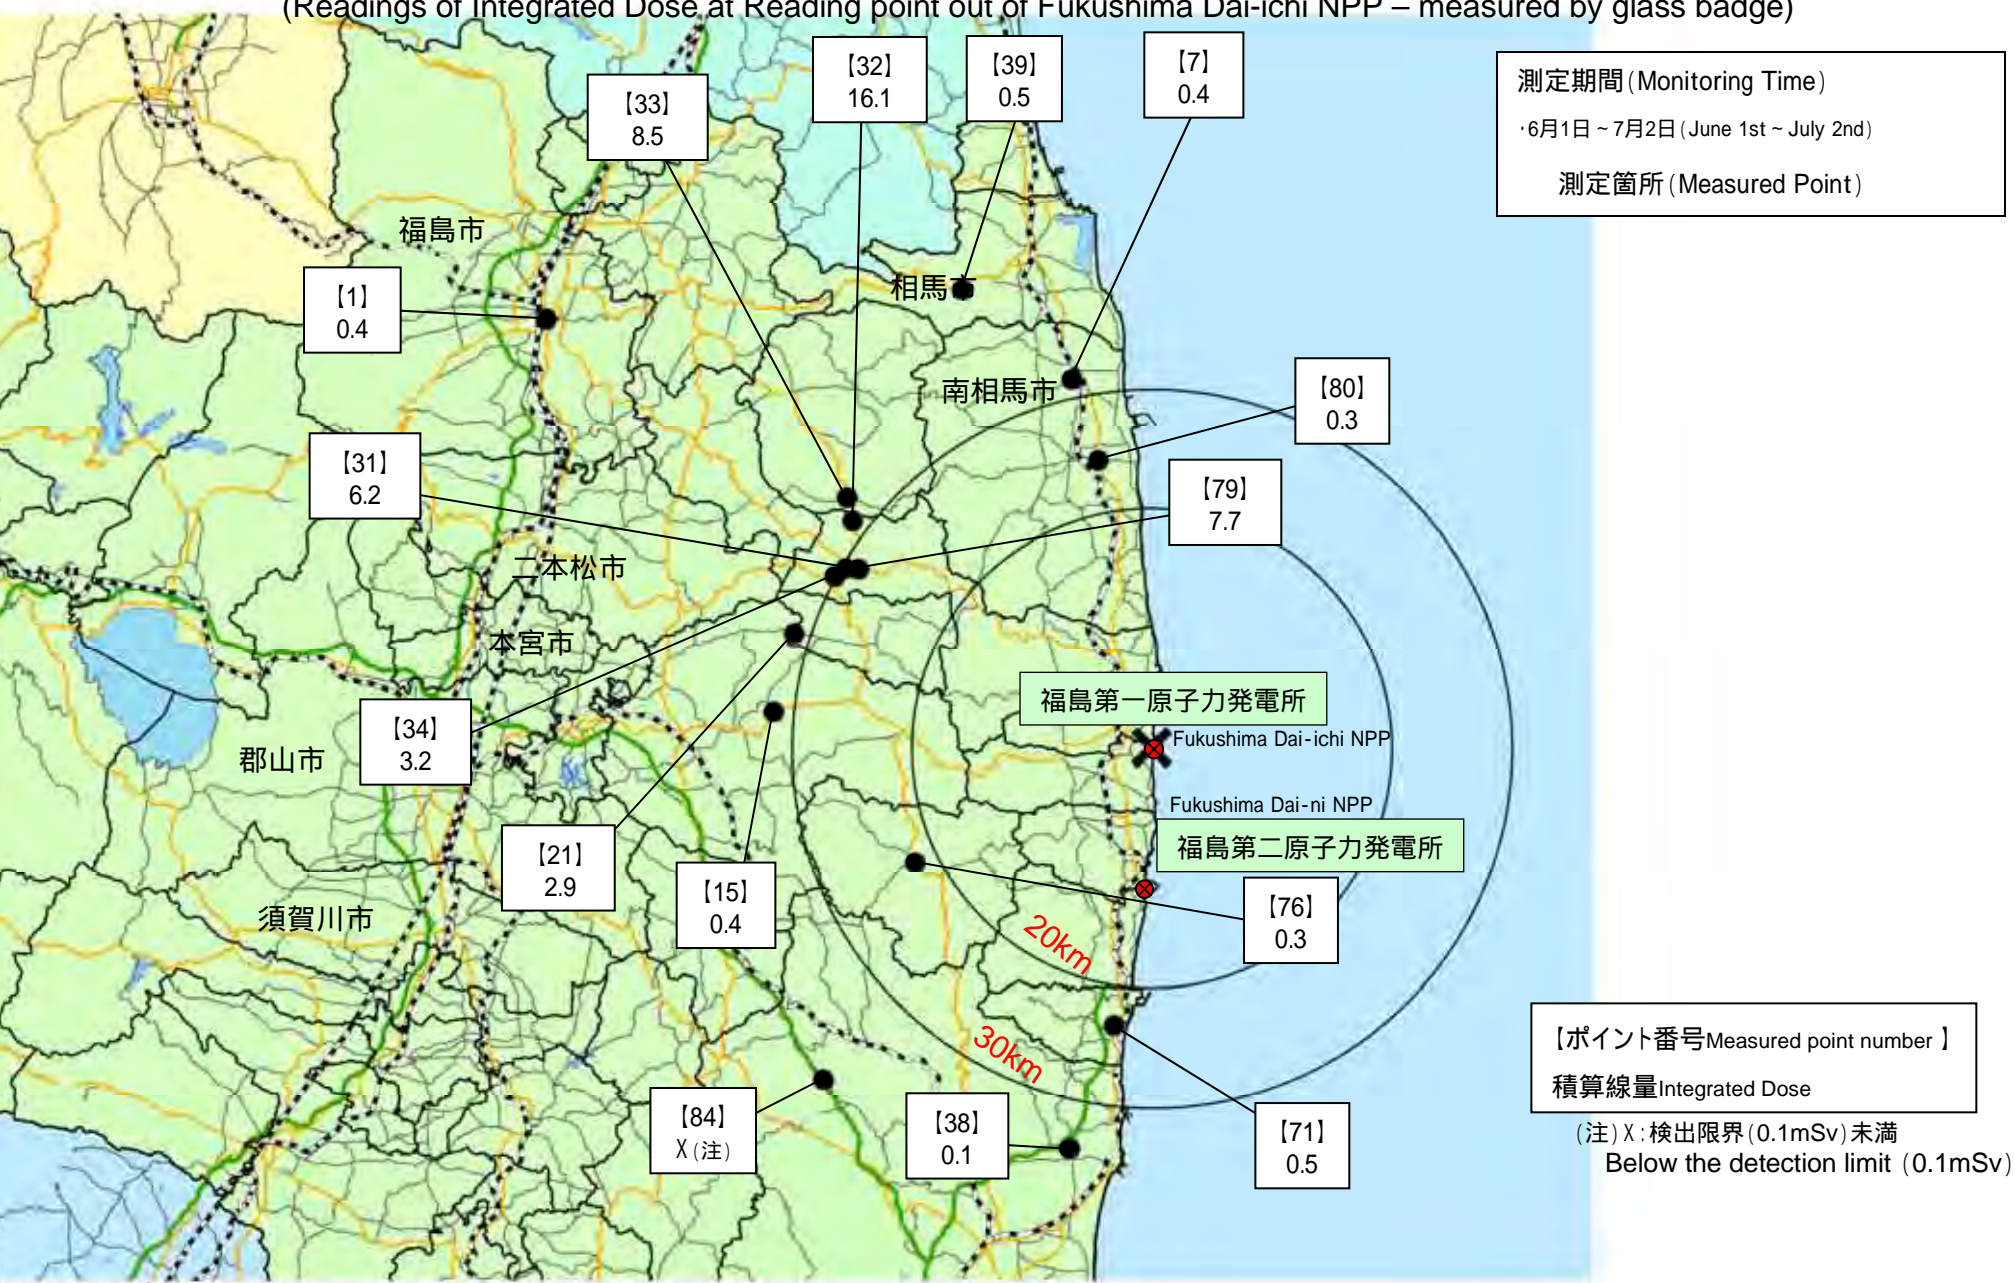 (Readings of Integrated Dose at Reading point out of Fukushima Dai-ichi NPP – measured by glass badge)
【33】
8.5
【32】
16.1
【39】
0.5
【7】
0.4
測定期間(Monitoring Time)
・6月1日~7月2日(June 1st ~ July 2nd)
測定箇所(Measured Point)
福島市
相馬市
【1】
0.4
南相馬市
【80】
0.3
【31】
6.2
【79】
7.7
二本松市
本宮市
福島第一原子力発電所
Fukushima Dai-ichi NPP
【34】
3.2
郡山市
Fukushima Dai-ni NPP
福島第二原子力発電所
【21】
2.9
【15】
0.4
【76】
0.3
須賀川市
20km
30km
【ポイント番号Measured point number 】
積算線量Integrated Dose
(注)X:検出限界(0.1mSv)未満
Below the detection limit (0.1mSv)
【84】
X(注)
【38】
0.1
【71】
0.5